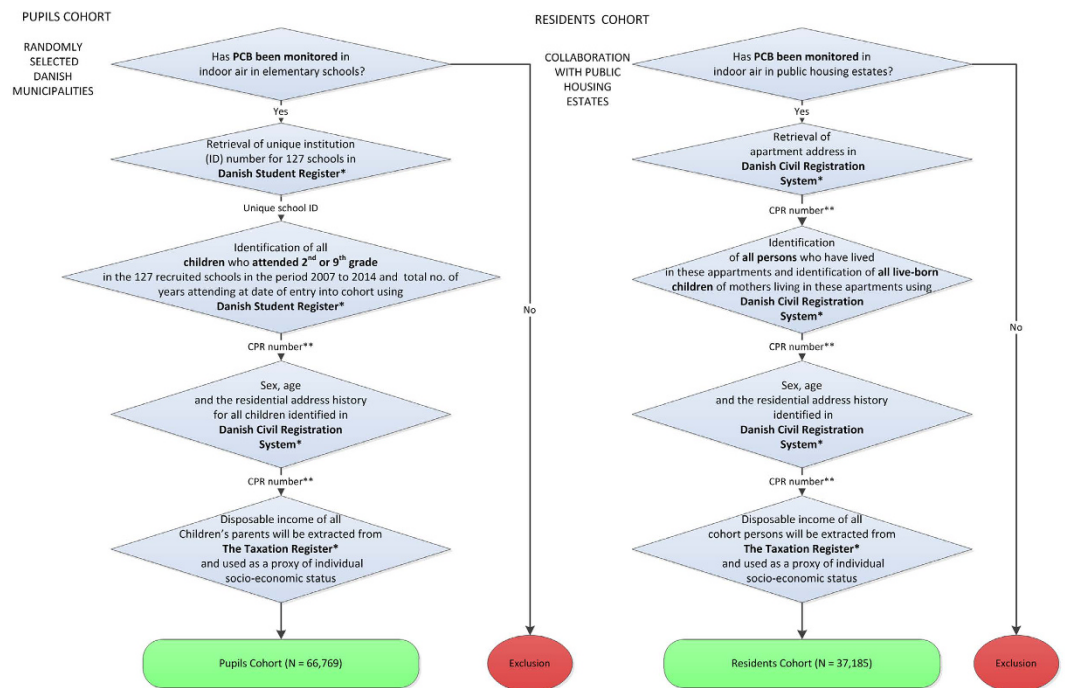 PUPILS COHORT
RANDOMLY
SELECTED
DANISH
MUNICIPALITIES
Has PCB been monitored in
indoor air in elementary schools?
Yes
Retrieval of unique institution
(ID) number for 127 schools in
Danish Student Register*
Unique school ID
Identification of all
children who attended 2nd or 9th grade
in the 127 recruited schools in the period 2007 to 2014 and total no. of
years attending at date of entry into cohort using
Danish Student Register*
No
CPR number**
Sex, age
and the residential address history
for all children identified in
Danish Civil Registration
System*
CPR number**
Disposable income of all
Children's parents will be extracted from
The Taxation Register*
and used as a proxy of individual
socio-economic status
Pupils Cohort (N = 66,769)
Exclusion
RESIDENTS COHORT
COLLABORATION
WITH PUBLIC
HOUSING
ESTATES
Has PCB been monitored in
indoor air in public housing estates?
Yes
Retrieval of
apartment address in
Danish Civil Registration
System*
CPR number**
Identification
of all persons who have lived
in these appartments and identification of all live-born
children of mothers living in these apartments using
Danish Civil Registration
System*
No
CPR number**
Sex, age
and the residential address history
identified in
Danish Civil Registration
System*
CPR number**
Disposable income of all
cohort persons will be extracted from
The Taxation Register*
and used as a proxy of individual
socio-economic status
Residents Cohort (N = 37,185)
Exclusion